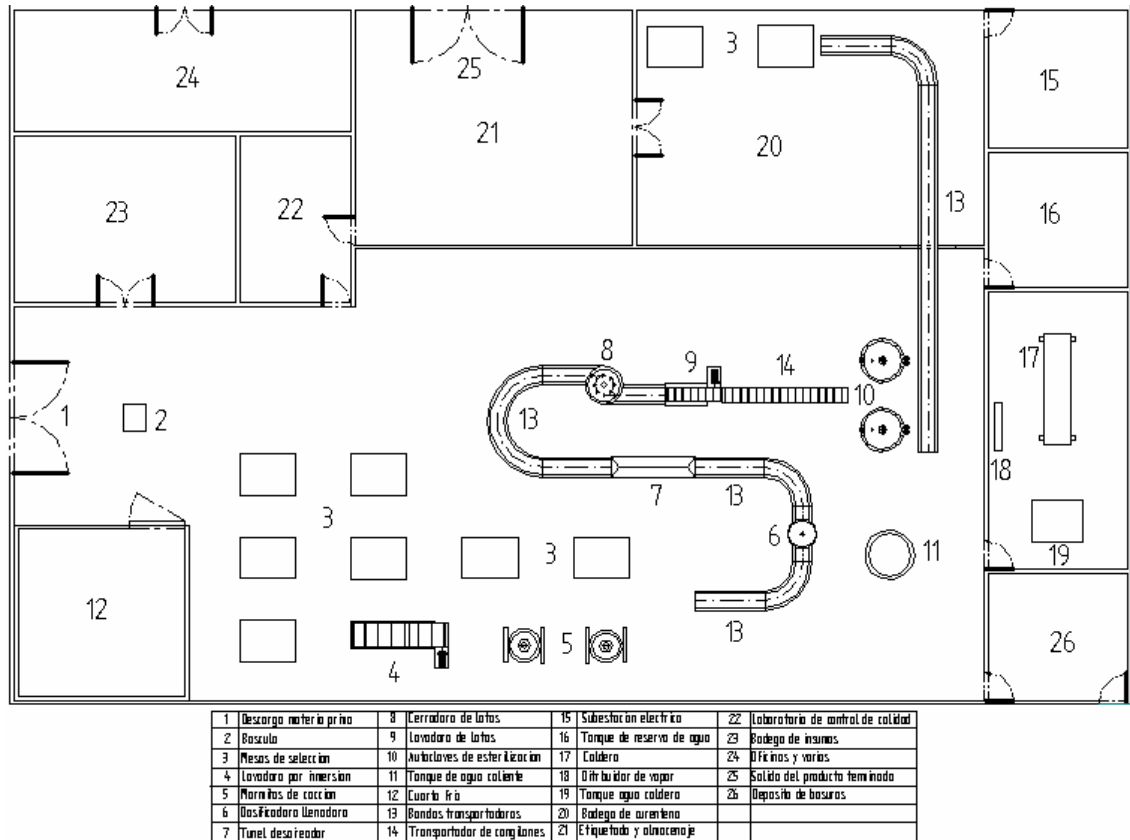 24
25
21
3
20
15
23
22
13
16
8
9
14
17
10
1
2
13
18
3
7
13
6
3
11
19
12
13
5
26
4
1 Descarga materia prima
2 Bascula
3 Mesas de seleccion
4 Lavadora por inmersion
5 Marmitas de coccion
6 Dosificadora llenadora
7 Tunel desaireador
8 Cerradora de latas
9 Lavadora de latas
10 Autoclaves de esterilizacion
11 Tanque de agua caliente
12 Cuarto frio
13 Bandas transportadoras
14 Transportador de cangilones
15 Subestacion electrica
16 Tanque de reserva de agua
17 Caldera
18 Ditribuidor de vapor
19 Tanque agua caldera
20 Bodega de curentena
21 Etiquetado y almacenaje
22 Laboratorio de control de calidad
23 Bodega de insumos
24 Oficinas y varios
25 Salida del producto terminado
26 Deposito de basuras